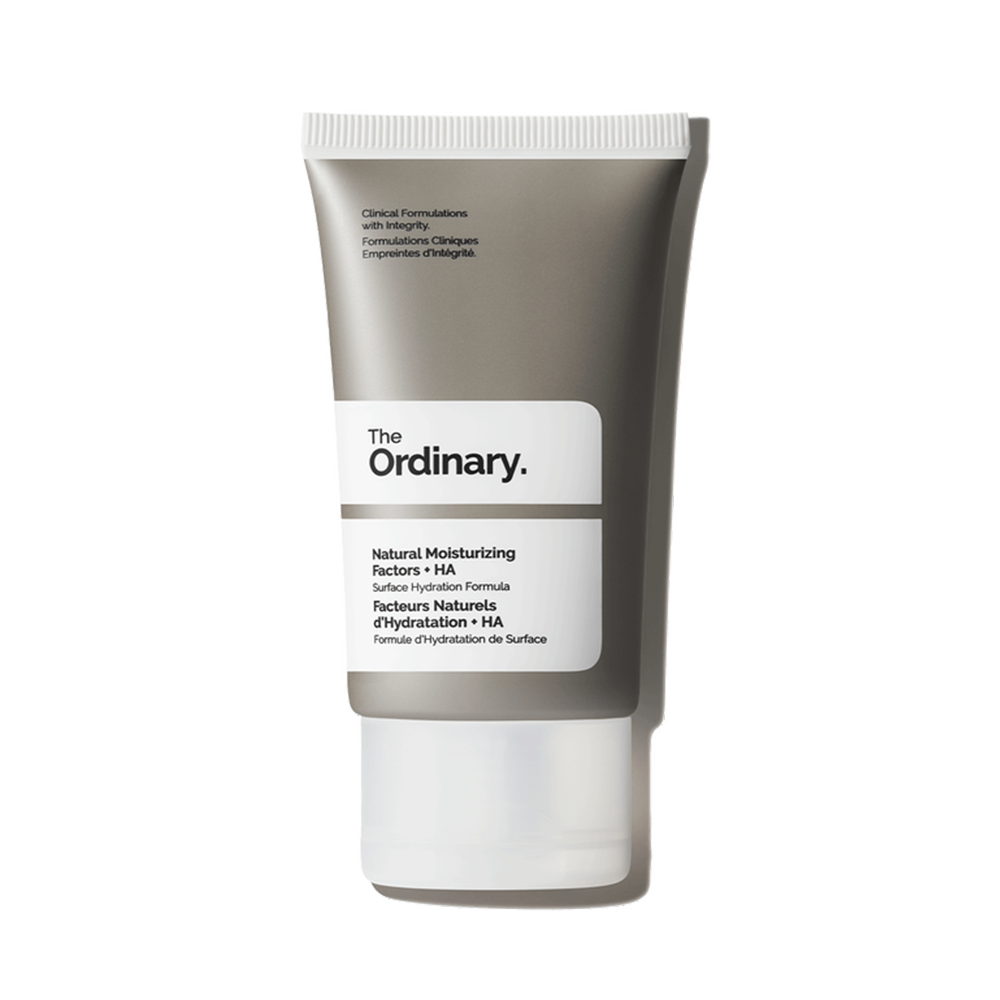 Clinical Formulations
with Integrity.
Formulations Cliniques
Empreintes d'Intégrité.
The
Ordinary.
Natural Moisturizing
Factors + HA
Surface Hydration Formula
Facteurs Naturels
d'Hydratation + HA
Formule d'Hydratation de Surface